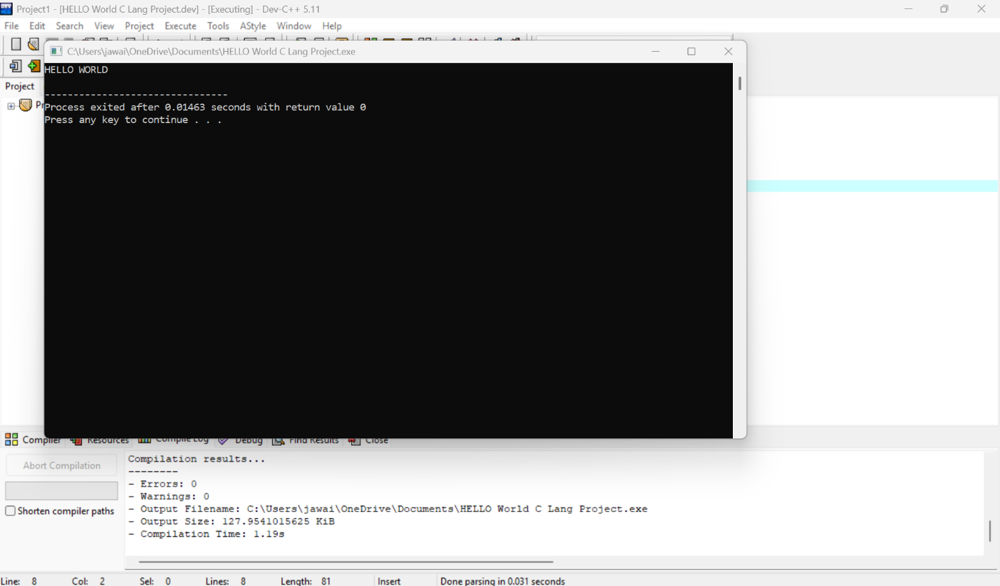 Project1 - [HELLO World C Lang Project.dev] - [Executing] - Dev-C++ 5.11
File Edit Search View Project Execute Tools AStyle Window Help
C:\Users\jawai\OneDrive\Documents\HELLO World C Lang Project.exe
HELLO WORLD
--------------------------------
Process exited after 0.01463 seconds with return value 0
Press any key to continue . . .
Project
Pr
Compiler Resources Compile Log Debug Find Results Close
Abort Compilation
Shorten compiler paths
Compilation results...
--------
- Errors: 0
- Warnings: 0
- Output Filename: C:\Users\jawai\OneDrive\Documents\HELLO World C Lang Project.exe
- Output Size: 127.9541015625 KiB
- Compilation Time: 1.19s
Line: 8 Col: 2 Sel: 0 Lines: 8 Length: 81 Insert Done parsing in 0.031 seconds